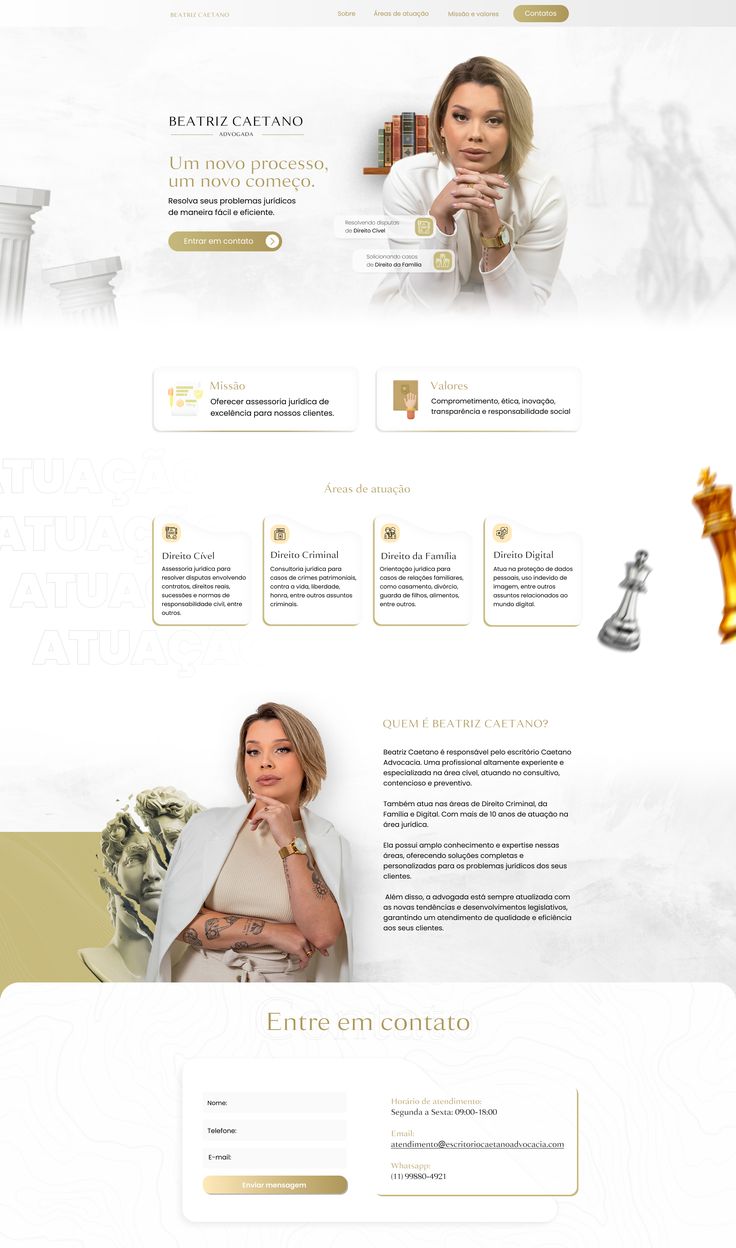 BEATRIZ CAETANO
Sobre
Áreas de atuação
Missão e valores
Contatos
BEATRIZ CAETANO
ADVOGADA
Um novo processo,
um novo começo.
Resolva seus problemas jurídicos
de maneira fácil e eficiente.
Entrar em contato
Resolvendo disputas
de Direito Cível
Solicionando casos
de Direito da Família
Missão
Oferecer assessoria jurídica de
excelência para nossos clientes.
Valores
Comprometimento, ética, inovação,
transparência e responsabilidade social
ATUAÇÃO
ATUAÇ
ATUAÇ
ATUAÇÃO
Áreas de atuação
Direito Cível
Assessoria jurídica para
resolver disputas envolvendo
contratos, direitos reais,
sucessões e normas de
responsabilidade civil, entre
outros.
Direito Criminal
Consultoria jurídica para
casos de crimes patrimoniais,
contra a vida, liberdade,
honra, entre outros assuntos
criminais.
Direito da Família
Orientação jurídica para
casos de relações familiares,
como casamento, divórcio,
guarda de filhos, alimentos,
entre outros.
Direito Digital
Atua na proteção de dados
pessoais, uso indevido de
imagem, entre outros
assuntos relacionados ao
mundo digital.
QUEM É BEATRIZ CAETANO?
Beatriz Caetano é responsável pelo escritório Caetano
Advocacia. Uma profissional altamente experiente e
especializada na área cível, atuando no consultivo,
contencioso e preventivo.
Também atua nas áreas de Direito Criminal, da
Família e Digital. Com mais de 10 anos de atuação na
área jurídica.
Ela possui amplo conhecimento e expertise nessas
áreas, oferecendo soluções completas e
personalizadas para os problemas jurídicos dos seus
clientes.
Além disso, a advogada está sempre atualizada com
as novas tendências e desenvolvimentos legislativos,
garantindo um atendimento de qualidade e eficiência
aos seus clientes.
Entre em contato
Nome:
Telefone:
E-mail:
Enviar mensagem
Horário de atendimento:
Segunda a Sexta: 09:00-18:00
Email:
atendimento@escritoriocaetanoadvocacia.com
Whatsapp:
(11) 99880-4921